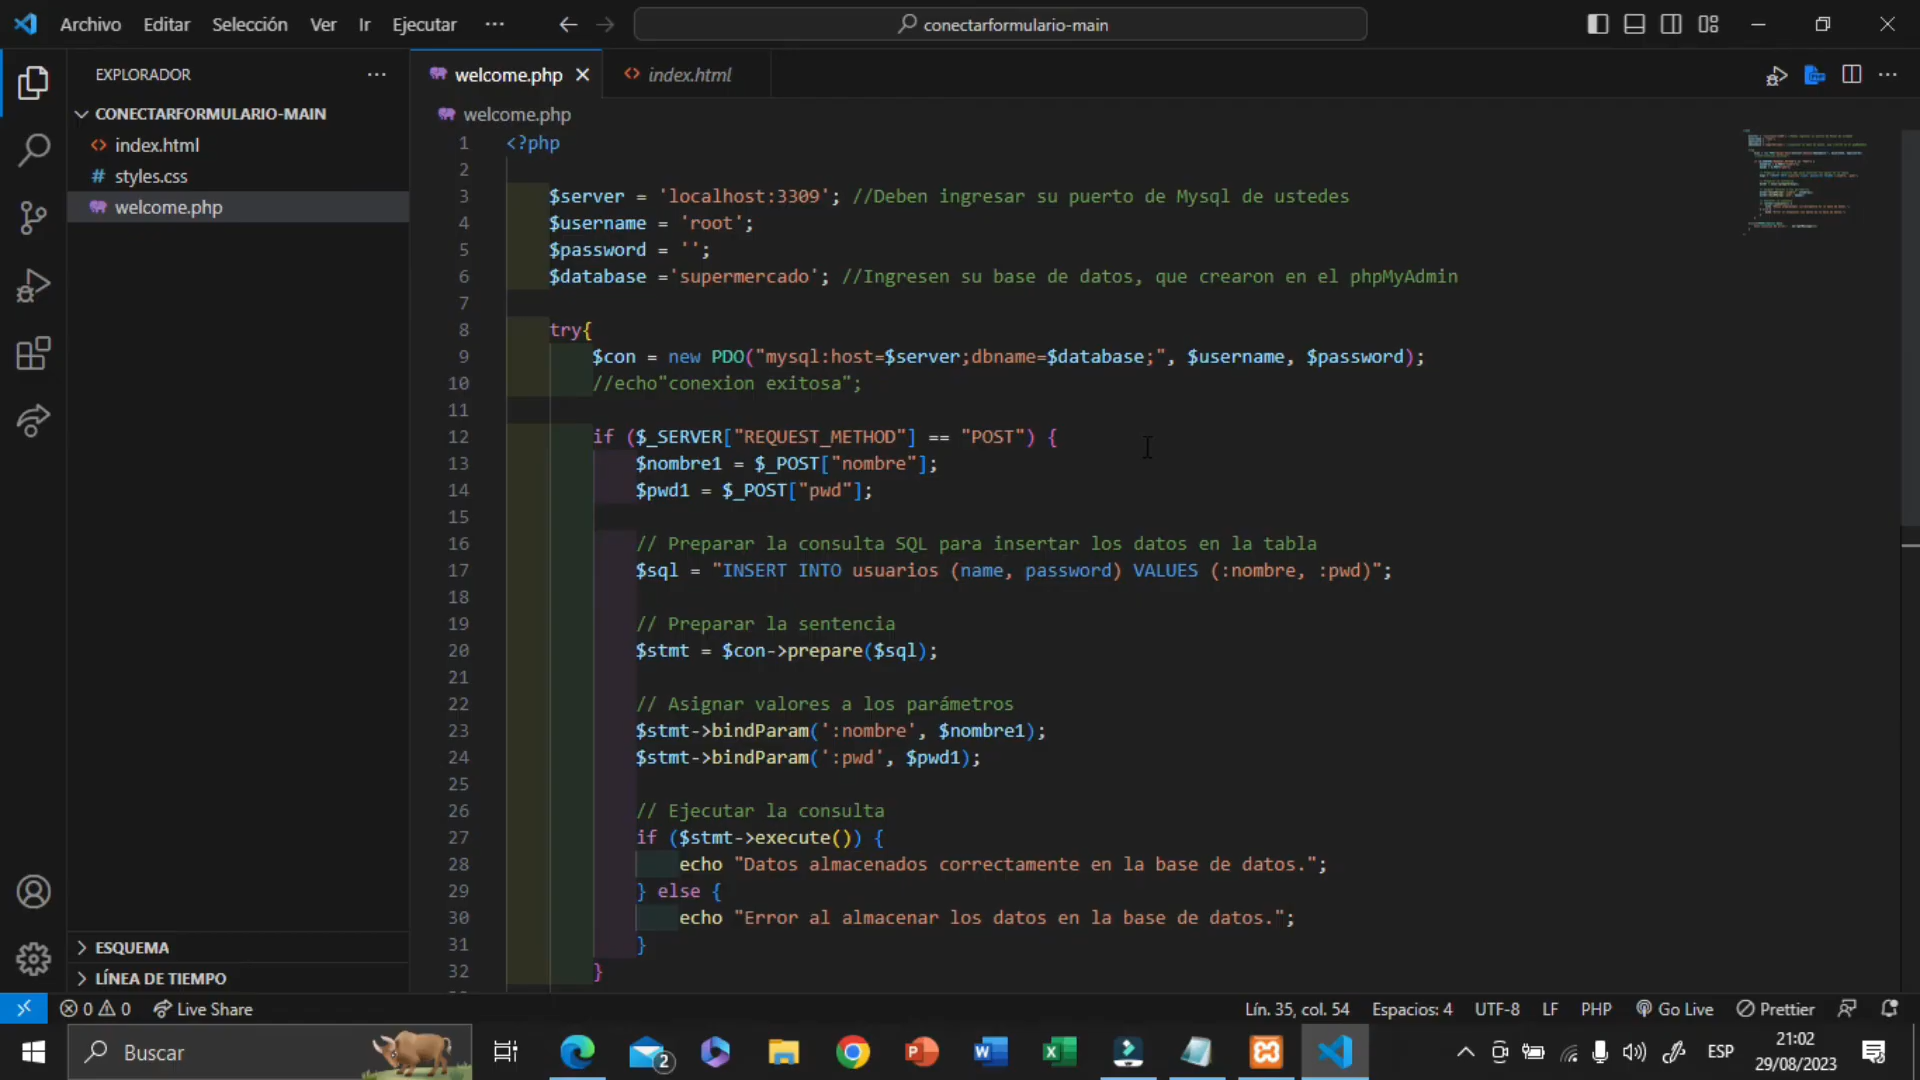 Archivo Editar Selección Ver Ir Ejecutar ··· conectarformulario-main
EXPLORADOR ···
CONECTARFORMULARIO-MAIN
index.html
# styles.css
welcome.php
ESQUEMA
LÍNEA DE TIEMPO
welcome.php index.html
welcome.php
1 <?php
2
3 $server = 'localhost:3309'; //Deben ingresar su puerto de Mysql de ustedes
4 $username = 'root';
5 $password = '';
6 $database ='supermercado'; //Ingresen su base de datos, que crearon en el phpMyAdmin
7
8 try{
9 $con = new PDO("mysql:host=$server;dbname=$database;", $username, $password);
10 //echo"conexion exitosa";
11
12 if ($_SERVER["REQUEST_METHOD"] == "POST") {
13 $nombre1 = $_POST["nombre"];
14 $pwd1 = $_POST["pwd"];
15
16 // Preparar la consulta SQL para insertar los datos en la tabla
17 $sql = "INSERT INTO usuarios (name, password) VALUES (:nombre, :pwd)";
18
19 // Preparar la sentencia
20 $stmt = $con->prepare($sql);
21
22 // Asignar valores a los parámetros
23 $stmt->bindParam(':nombre', $nombre1);
24 $stmt->bindParam(':pwd', $pwd1);
25
26 // Ejecutar la consulta
27 if ($stmt->execute()) {
28 echo "Datos almacenados correctamente en la base de datos.";
29 } else {
30 echo "Error al almacenar los datos en la base de datos.";
31 }
32 }
0 0 Live Share Lín. 35, col. 54 Espacios: 4 UTF-8 LF PHP Go Live Prettier
Buscar 2 ESP 21:02
29/08/2023